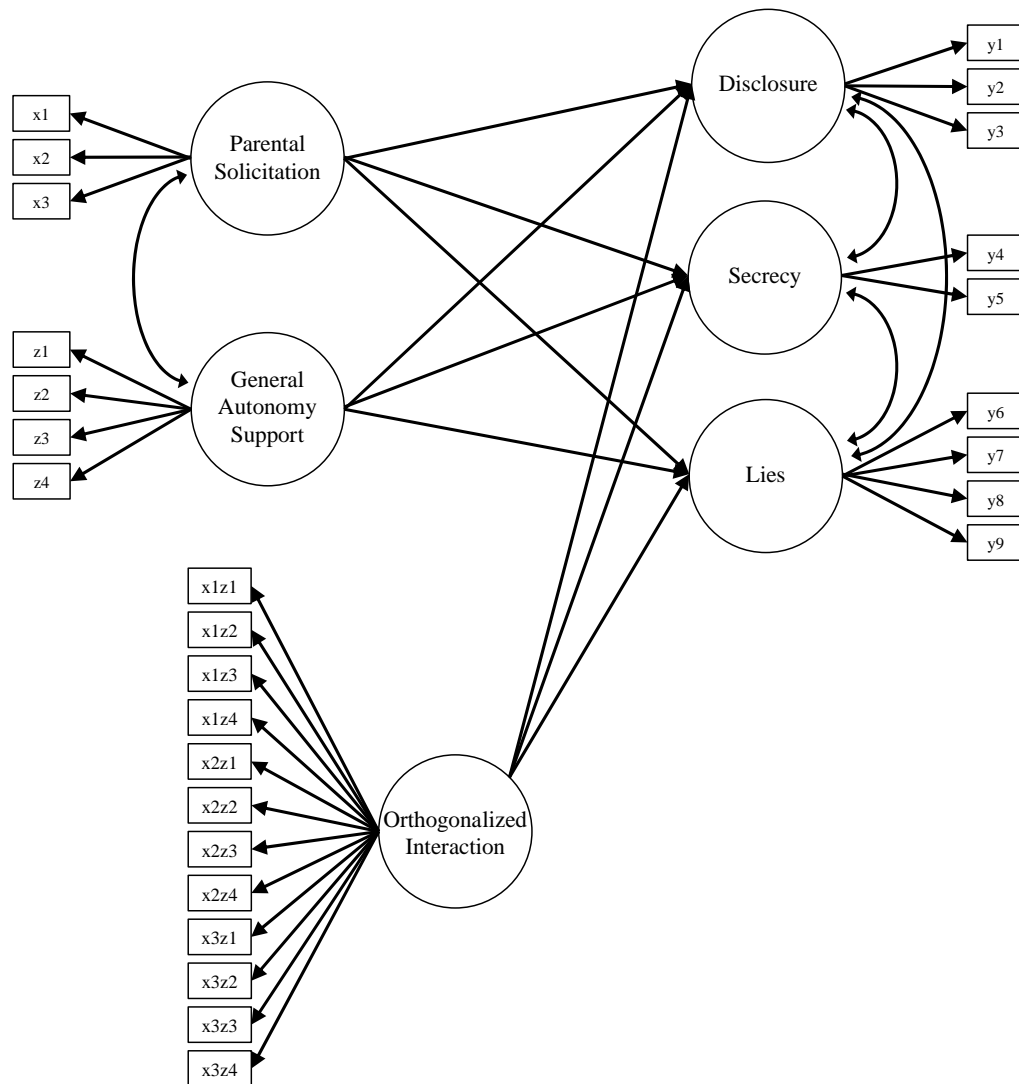 x1
x2
x3
Parental
Solicitation
z1
z2
z3
z4
General
Autonomy
Support
x1z1
x1z2
x1z3
x1z4
x2z1
x2z2
x2z3
x2z4
x3z1
x3z2
x3z3
x3z4
Orthogonalized
Interaction
Disclosure
y1
y2
y3
Secrecy
y4
y5
Lies
y6
y7
y8
y9